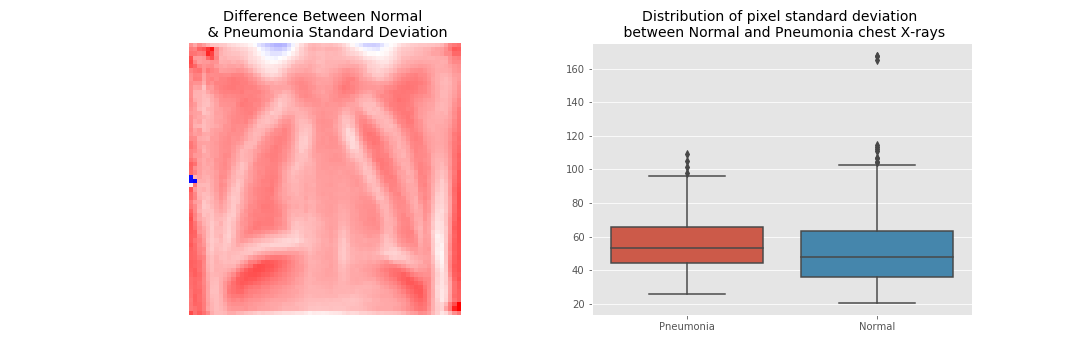 Difference Between Normal
& Pneumonia Standard Deviation
Distribution of pixel standard deviation
between Normal and Pneumonia chest X-rays
160
140
120
100
80
60
40
20
Pneumonia
Normal